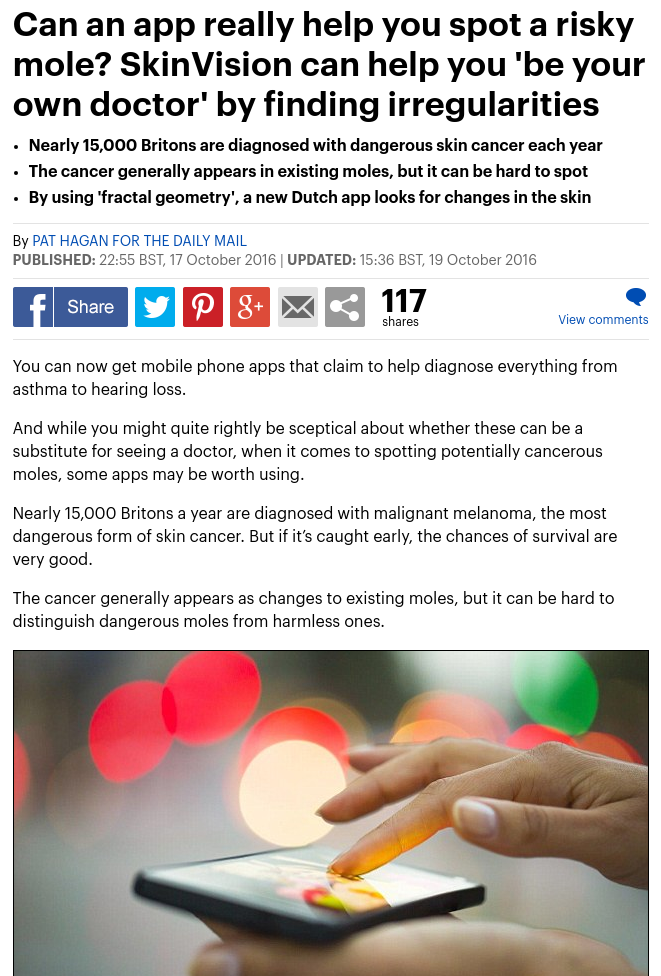 Can an app really help you spot a risky
mole? SkinVision can help you 'be your
own doctor' by finding irregularities
• Nearly 15,000 Britons are diagnosed with dangerous skin cancer each year
• The cancer generally appears in existing moles, but it can be hard to spot
• By using 'fractal geometry', a new Dutch app looks for changes in the skin
By PAT HAGAN FOR THE DAILY MAIL
PUBLISHED: 22:55 BST, 17 October 2016 | UPDATED: 15:36 BST, 19 October 2016
f Share g+ 117
shares
View comments
You can now get mobile phone apps that claim to help diagnose everything from
asthma to hearing loss.
And while you might quite rightly be sceptical about whether these can be a
substitute for seeing a doctor, when it comes to spotting potentially cancerous
moles, some apps may be worth using.
Nearly 15,000 Britons a year are diagnosed with malignant melanoma, the most
dangerous form of skin cancer. But if it’s caught early, the chances of survival are
very good.
The cancer generally appears as changes to existing moles, but it can be hard to
distinguish dangerous moles from harmless ones.